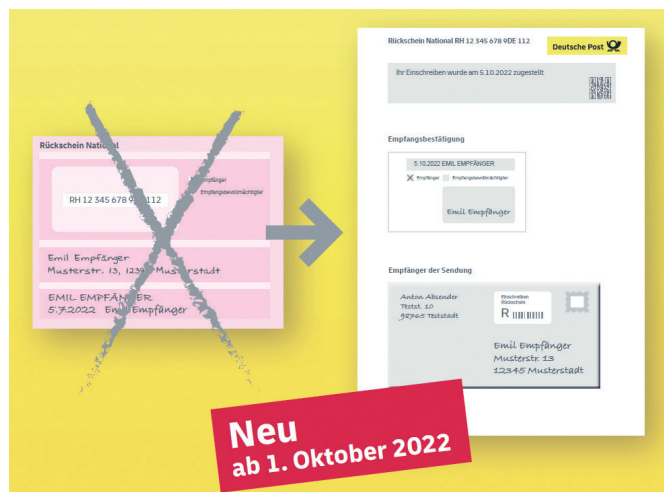 Rückschein National
RH 12 345 678 9 112
Empfänger
Empfangsbevollmächtigter
Emil Empfänger
Musterstr. 13, 1234 Musterstadt
EMIL EMPFÄNGER
5.7.2022 Emil Empfänger
Rückschein National RH 12 345 678 9DE 112
Deutsche Post
Ihr Einschreiben wurde am 5.10.2022 zugestellt
Empfangsbestätigung
5.10.2022 EMIL EMPFÄNGER
Empfänger Empfangsbevollmächtigter
Emil Empfänger
Empfänger der Sendung
Anton Absender
Testst. 10
98765 Teststadt
Einschreiben
Rückschein
R
Emil Empfänger
Musterstr. 13
12345 Musterstadt
Neu
ab 1. Oktober 2022